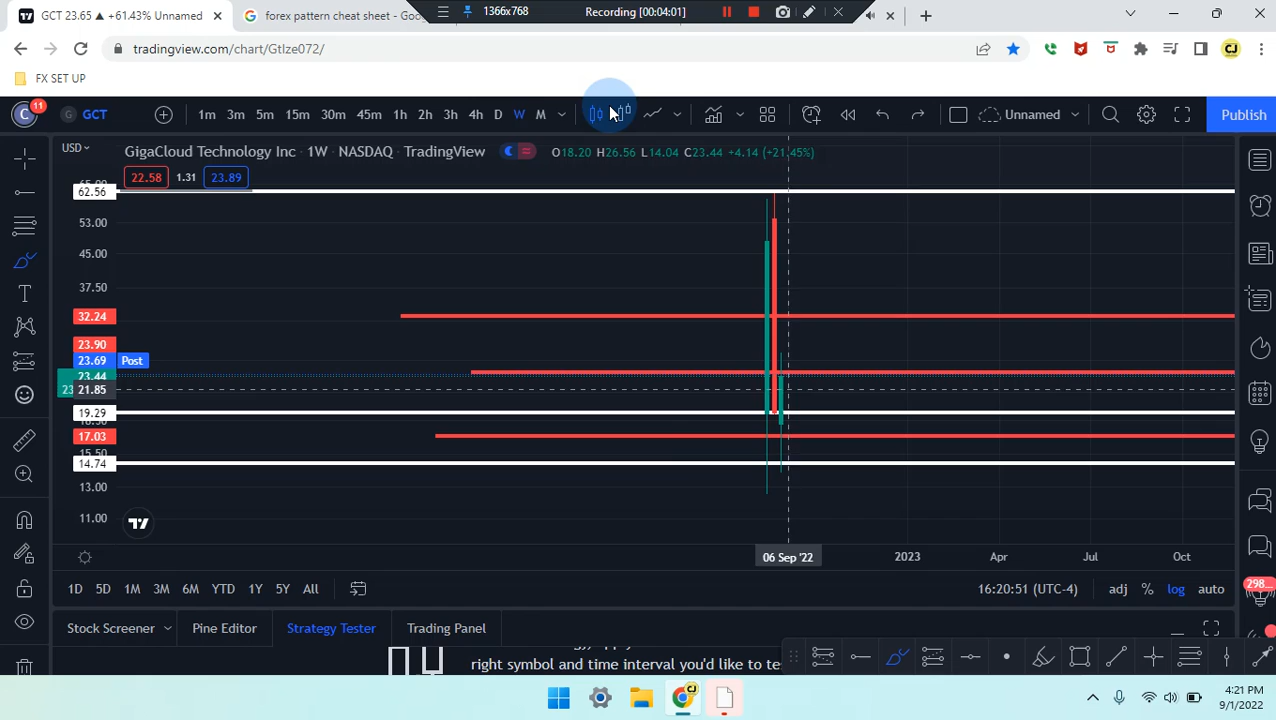 GCT 23.65 ▲ +61.43% Unnamed
forex pattern cheat sheet - Goo
1366x768
Recording [00:04:01]
tradingview.com/chart/GtIze072/
CJ
FX SET UP
C
11
G
GCT
1m 3m 5m 15m 30m 45m 1h 2h 3h 4h D W M
Unnamed
Publish
USD
GigaCloud Technology Inc · 1W · NASDAQ · TradingView
O18.20 H26.56 L14.04 C23.44 +4.14 (+21.45%)
22.58 1.31 23.89
62.56
53.00
45.00
37.50
32.24
23.90
23.69 Post
23.44
21.85
19.29
17.03
15.50
14.74
13.00
11.00
06 Sep '22 2023 Apr Jul Oct
1D 5D 1M 3M 6M YTD 1Y 5Y All
16:20:51 (UTC-4) adj % log auto
298...
Stock Screener Pine Editor Strategy Tester Trading Panel
right symbol and time interval you'd like to tes
CJ
4:21 PM
9/1/2022